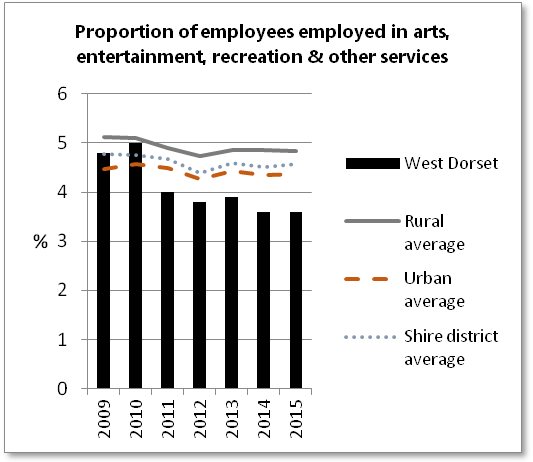 Proportion of employees employed in arts,
entertainment, recreation & other services
6
5
4
3
2
1
0
%
2009
2010
2011
2012
2013
2014
2015
West Dorset
Rural
average
Urban
average
Shire district
average